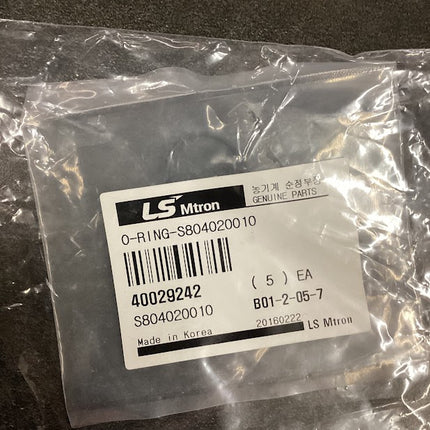 LS Mtron
농기계 순정부품
GENUINE PARTS
O-RING-S804020010
40029242
( 5 ) EA
S804020010
B01-2-05-7
Made in Korea
20160222
LS Mtron